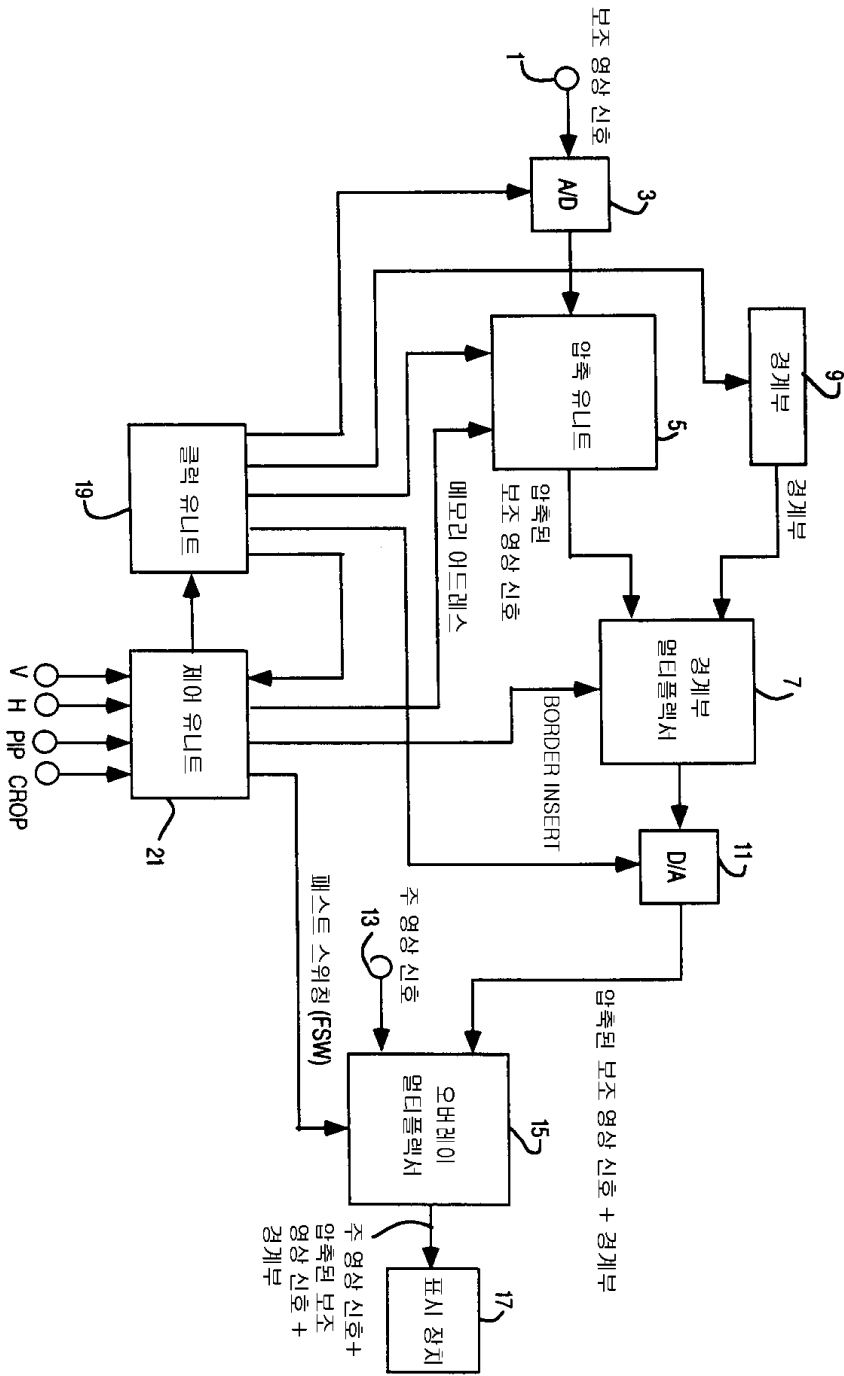 보조 영상 신호
1
A/D
3
경계부
9
경계부
압축 유니트
5
압축된
보조 영상 신호
메모리 어드레스
경계부
멀티플렉서
7
BORDER INSERT
D/A
11
압축된 보조 영상 신호 + 경계부
클럭 유니트
19
제어 유니트
21
V
H
PIP
CROP
패스트 스위칭 (FSW)
주 영상 신호
13
오버레이
멀티플렉서
15
주 영상 신호+
압축된 보조
영상 신호 +
경계부
표시 장치
17